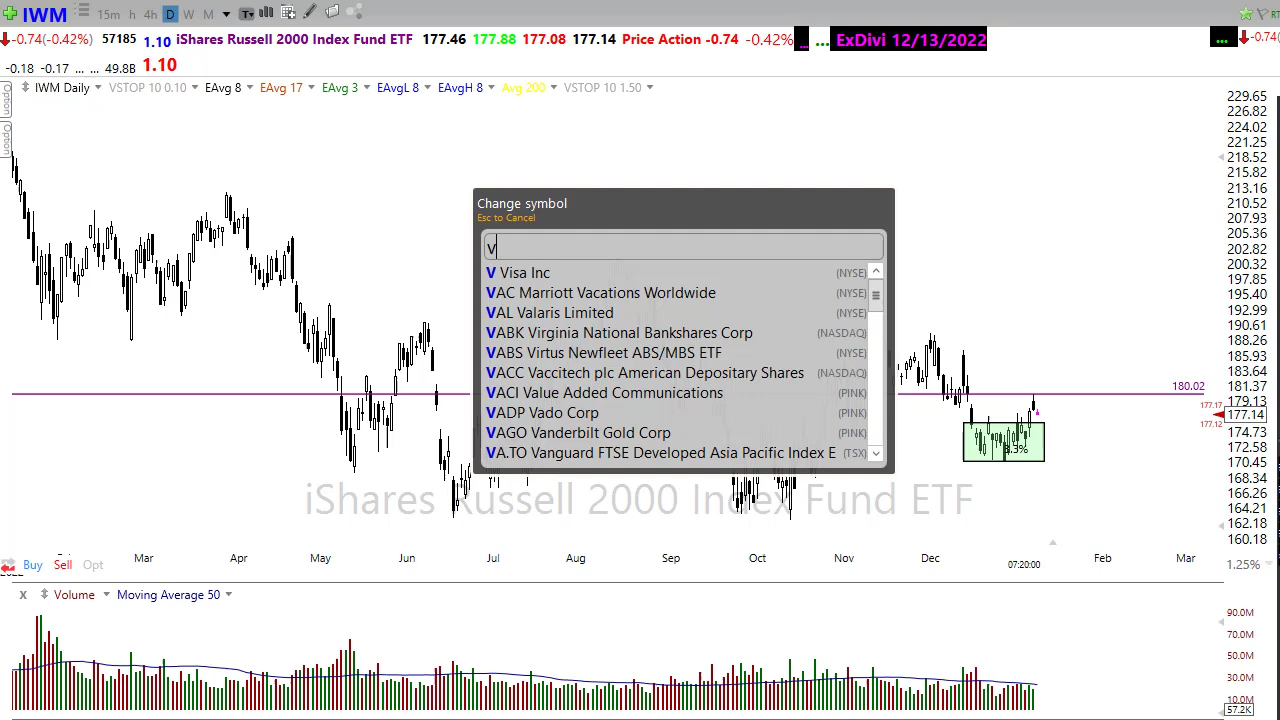 IWM 15m h 4h D W M T
RT
-0.74(-0.42%) 57185 1.10 iShares Russell 2000 Index Fund ETF 177.46 177.88 177.08 177.14 Price Action -0.74 -0.42% ... ... ExDivi 12/13/2022 ... -0.74(
-0.18 -0.17 ... ... 49.8B 1.10
Option
Option
IWM Daily VSTOP 10 0.10 EAvg 8 EAvg 17 EAvg 3 EAvgL 8 EAvgH 8 Avg 200 VSTOP 10 1.50
229.65
226.82
224.02
221.25
218.52
215.82
213.16
210.52
207.93
205.36
202.82
200.32
197.85
195.40
192.99
190.61
188.26
185.93
183.64
181.37
179.13
177.14
174.73
172.58
170.45
168.34
166.26
164.21
162.18
160.18
180.02
177.17
177.12
Change symbol
Esc to Cancel
V
V Visa Inc (NYSE)
VAC Marriott Vacations Worldwide (NYSE)
VAL Valaris Limited (NYSE)
VABK Virginia National Bankshares Corp (NASDAQ)
VABS Virtus Newfleet ABS/MBS ETF (NYSE)
VACC Vaccitech plc American Depositary Shares (NASDAQ)
VACI Value Added Communications (PINK)
VADP Vado Corp (PINK)
VAGO Vanderbilt Gold Corp (PINK)
VA.TO Vanguard FTSE Developed Asia Pacific Index E (TSX)
iShares Russell 2000 Index Fund ETF
Mar Apr May Jun Jul Aug Sep Oct Nov Dec Feb Mar
Buy Sell Opt 07:20:00 1.25%
2022
X Volume Moving Average 50
90.0M
70.0M
50.0M
30.0M
10.0M
57.2K